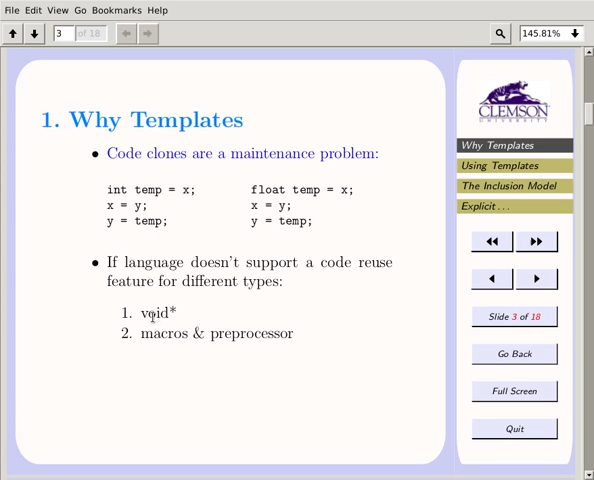 File Edit View Go Bookmarks Help
3 of 18
145.81%
1. Why Templates
• Code clones are a maintenance problem:
int temp = x; float temp = x;
x = y; x = y;
y = temp; y = temp;
• If language doesn't support a code reuse
feature for different types:
1. void*
2. macros & preprocessor
CLEMSON
UNIVERSITY
Why Templates
Using Templates
The Inclusion Model
Explicit . . .
Slide 3 of 18
Go Back
Full Screen
Quit